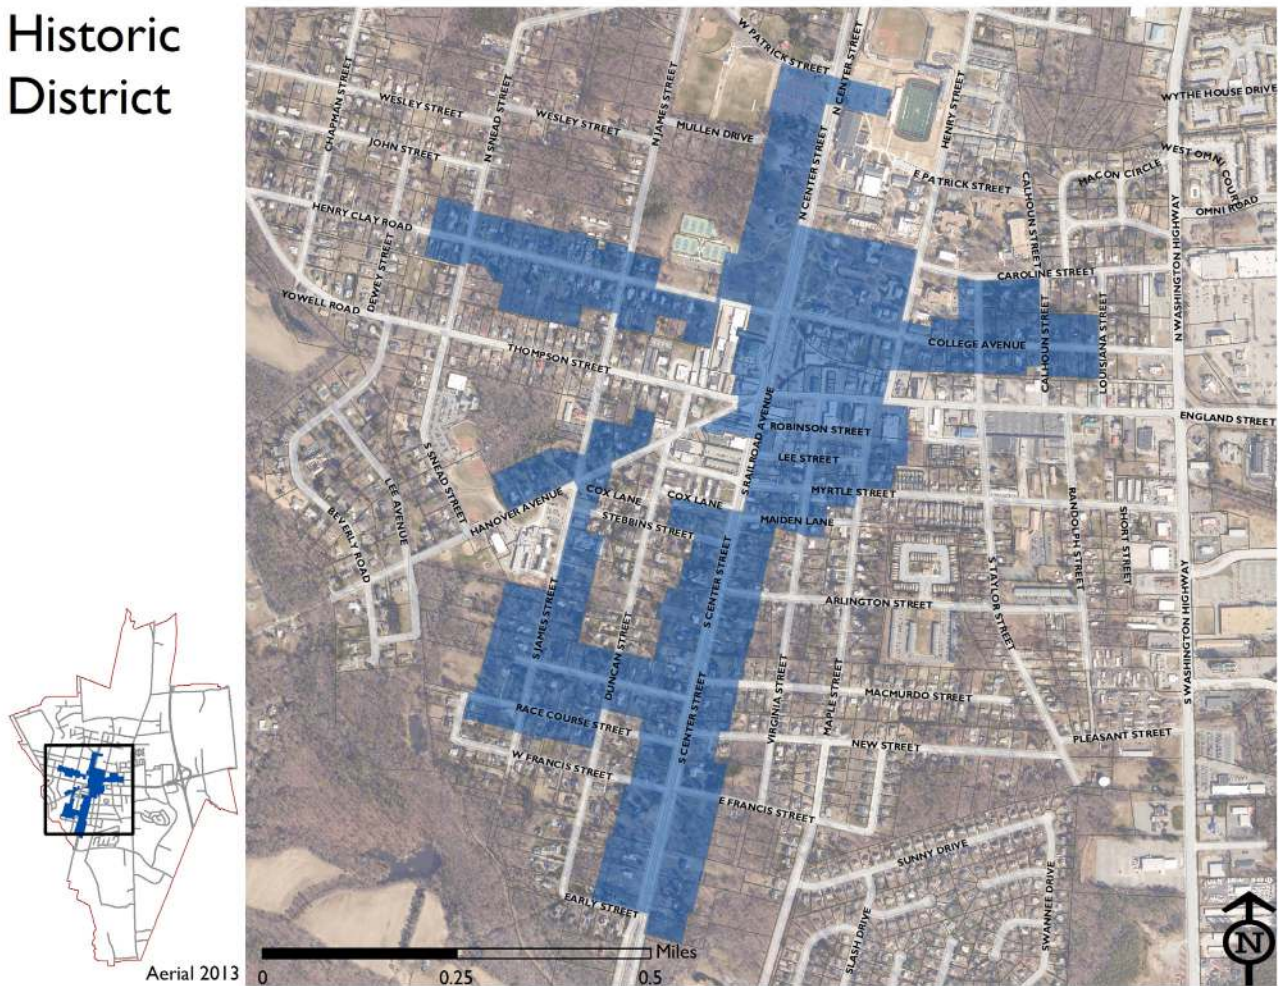 Historic
District
W PATRICK STREET
N CENTER STREET
CHAPMAN STREET
WESLEY STREET
N SNEAD STREET
WESLEY STREET
N JAMES STREET
MULLEN DRIVE
HENRY STREET
WYTHE HOUSE DRIVE
JOHN STREET
N CENTER STREET
E PATRICK STREET
CALHOUN STREET
MACON CIRCLE
WEST OMNI COURT
OMNI ROAD
HENRY CLAY ROAD
DEWEY STREET
CAROLINE STREET
N WASHINGTON HIGHWAY
YOWELL ROAD
THOMPSON STREET
COLLEGE AVENUE
CALHOUN STREET
LOUISIANA STREET
ENGLAND STREET
S RAILROAD AVENUE
ROBINSON STREET
LEE STREET
S SNEAD STREET
LEE AVENUE
BEVERLY ROAD
HANOVER AVENUE
COX LANE
COX LANE
STEBBINS STREET
MYRTLE STREET
MAIDEN LANE
RANDOLPH STREET
SHORT STREET
S TAYLOR STREET
S WASHINGTON HIGHWAY
S CENTER STREET
ARLINGTON STREET
S JAMES STREET
DUNCAN STREET
VIRGINIA STREET
MAPLE STREET
MACMURDO STREET
RACE COURSE STREET
S CENTER STREET
NEW STREET
PLEASANT STREET
W FRANCIS STREET
E FRANCIS STREET
SUNNY DRIVE
SWANNEE DRIVE
EARLY STREET
SLASH DRIVE
N
Miles
0 0.25 0.5
Aerial 2013